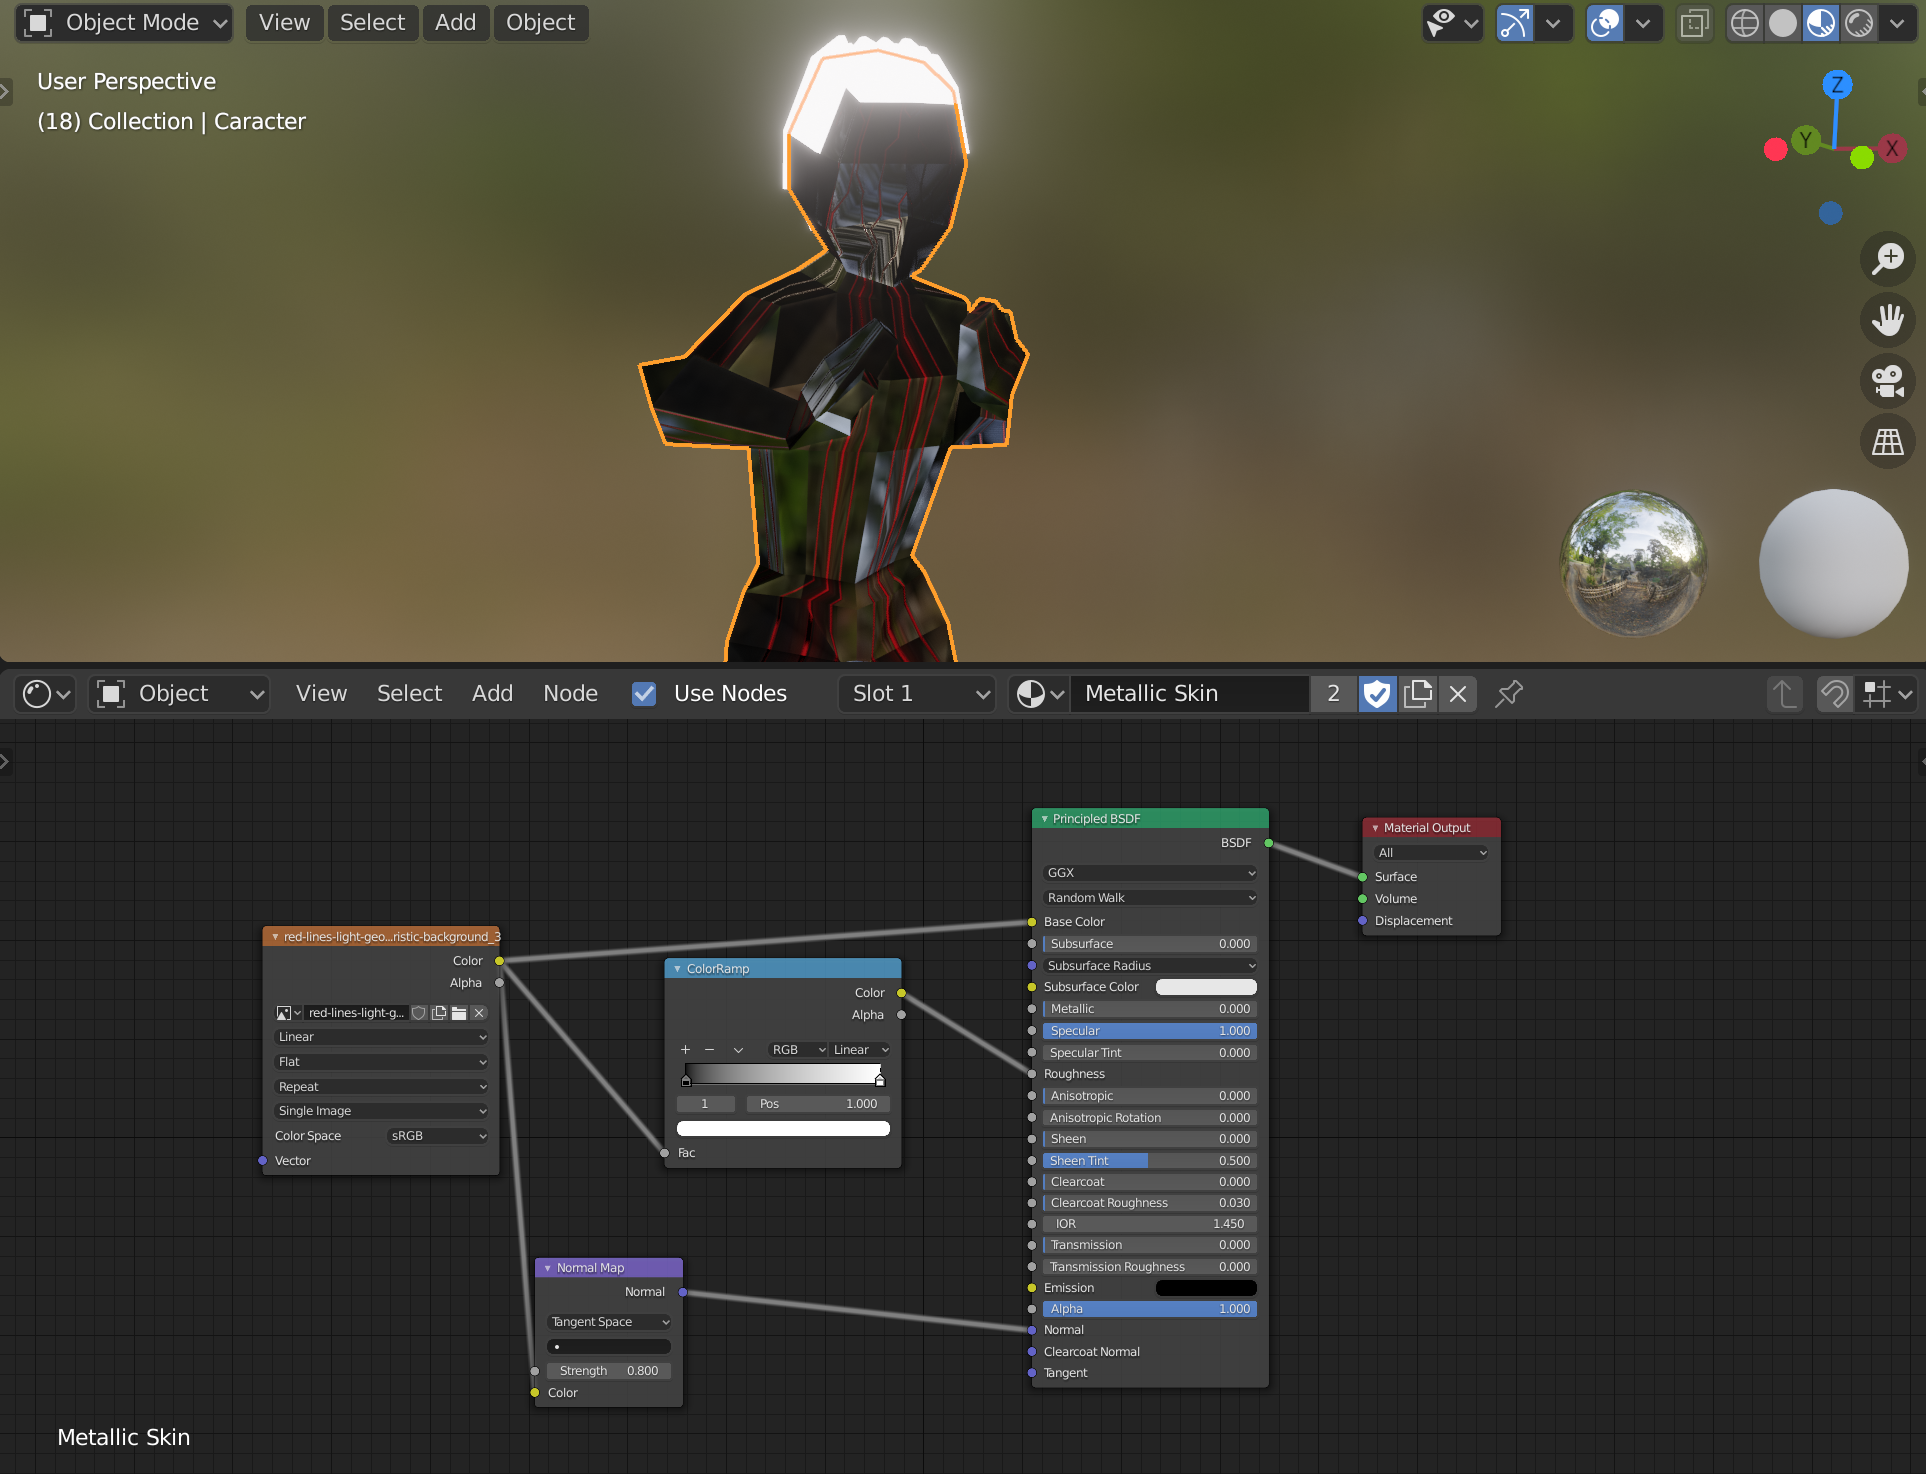 Object Mode View Select Add Object
User Perspective
(18) Collection | Caracter
Z
Y
X
Object View Select Add Node Use Nodes Slot 1 Metallic Skin 2
red-lines-light-geo...ristic-background_3
Color
Alpha
red-lines-light-g...
Linear
Flat
Repeat
Single Image
Color Space sRGB
Vector
ColorRamp
Color
Alpha
+ − RGB Linear
1 Pos 1.000
Fac
Normal Map
Normal
Tangent Space
Strength 0.800
Color
Principled BSDF
BSDF
GGX
Random Walk
Base Color
Subsurface 0.000
Subsurface Radius
Subsurface Color
Metallic 0.000
Specular 1.000
Specular Tint 0.000
Roughness
Anisotropic 0.000
Anisotropic Rotation 0.000
Sheen 0.000
Sheen Tint 0.500
Clearcoat 0.000
Clearcoat Roughness 0.030
IOR 1.450
Transmission 0.000
Transmission Roughness 0.000
Emission
Alpha 1.000
Normal
Clearcoat Normal
Tangent
Material Output
All
Surface
Volume
Displacement
Metallic Skin